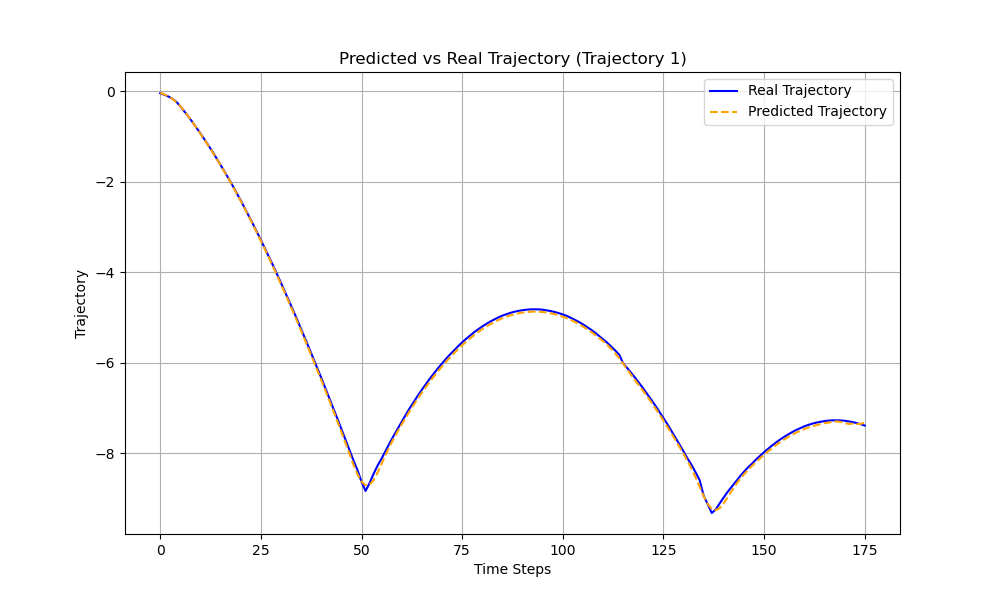 Predicted vs Real Trajectory (Trajectory 1)
Real Trajectory
Predicted Trajectory
Trajectory
0
−2
−4
−6
−8
0 25 50 75 100 125 150 175
Time Steps